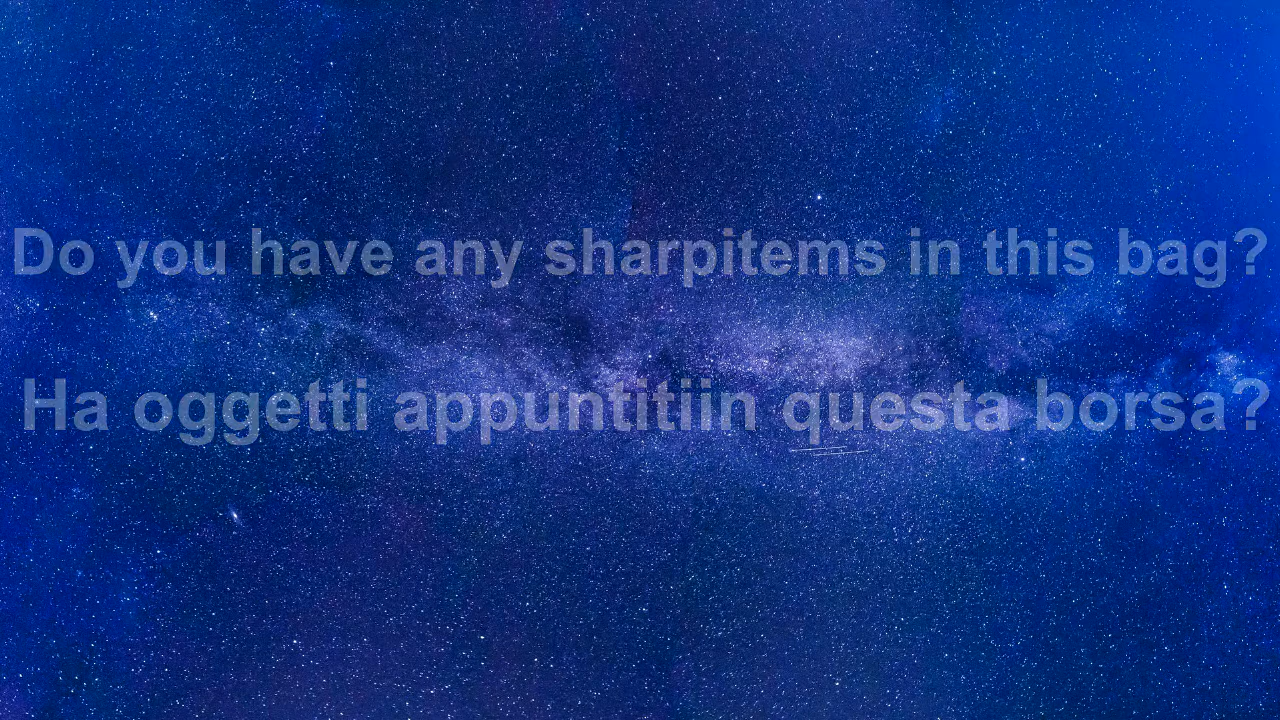 Do you have any sharpitems in this bag?
Ha oggetti appuntitiin questa borsa?